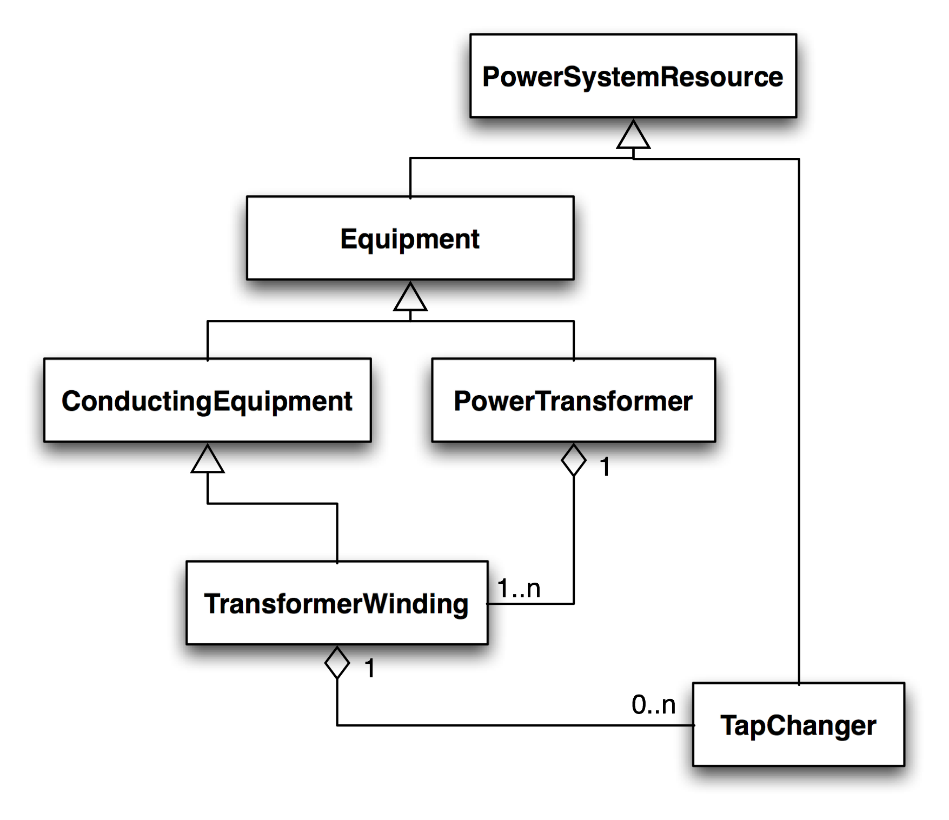 PowerSystemResource
Equipment
ConductingEquipment
PowerTransformer
1
1..n
TransformerWinding
1
0..n
TapChanger